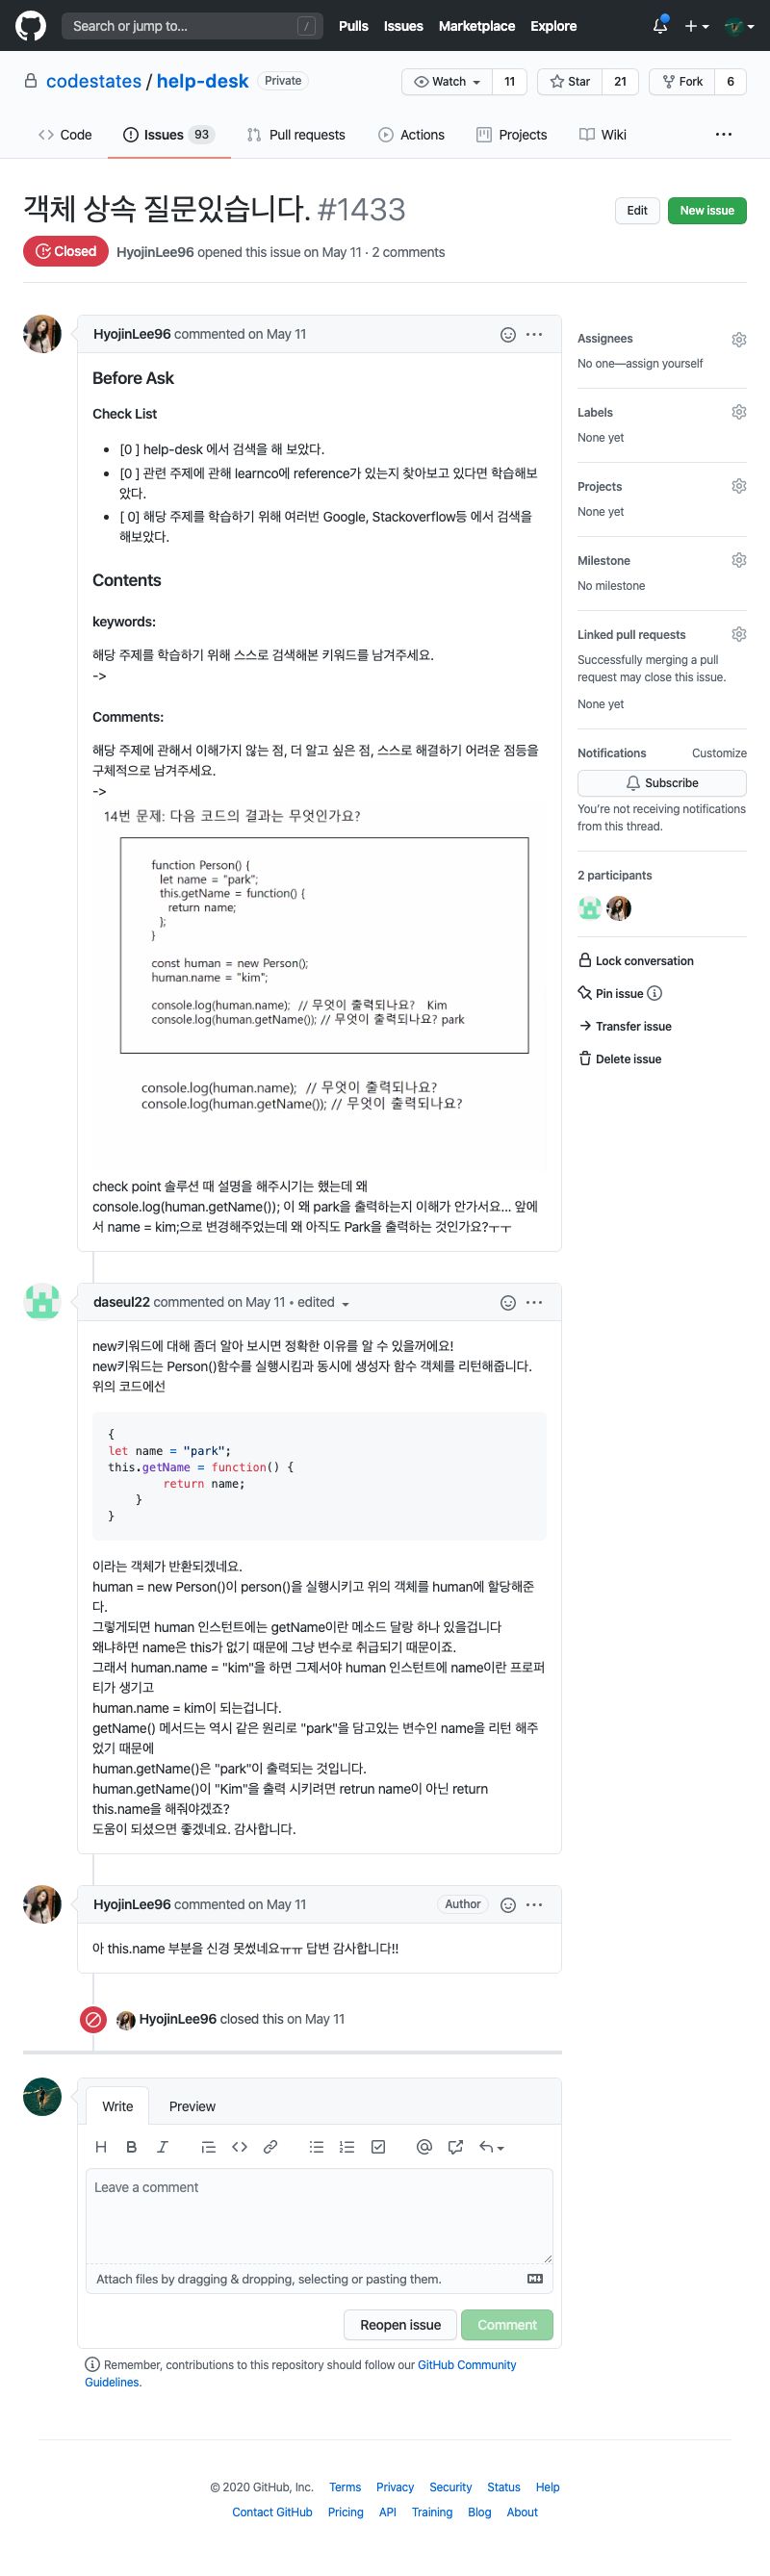 Search or jump to... /
Pulls Issues Marketplace Explore
codestates / help-desk Private
Watch 11 Star 21 Fork 6
Code Issues 93 Pull requests Actions Projects Wiki ...
객체 상속 질문있습니다. #1433
Edit New issue
Closed HyojinLee96 opened this issue on May 11 · 2 comments
HyojinLee96 commented on May 11
Before Ask
Check List
[0 ] help-desk 에서 검색을 해 보았다.
[0 ] 관련 주제에 관해 learnco에 reference가 있는지 찾아보고 있다면 학습해보
았다.
[ 0] 해당 주제를 학습하기 위해 여러번 Google, Stackoverflow등 에서 검색을
해보았다.
Contents
keywords:
해당 주제를 학습하기 위해 스스로 검색해본 키워드를 남겨주세요.
->
Comments:
해당 주제에 관해서 이해가지 않는 점, 더 알고 싶은 점, 스스로 해결하기 어려운 점등을
구체적으로 남겨주세요.
->
14번 문제: 다음 코드의 결과는 무엇인가요?
function Person() {
let name = "park";
this.getName = function() {
return name;
};
}
const human = new Person();
human.name = "kim";
console.log(human.name); // 무엇이 출력되나요? Kim
console.log(human.getName()); // 무엇이 출력되나요? park
console.log(human.name); // 무엇이 출력되나요?
console.log(human.getName()); // 무엇이 출력되나요?
check point 솔루션 때 설명을 해주시기는 했는데 왜
console.log(human.getName()); 이 왜 park을 출력하는지 이해가 안가서요... 앞에
서 name = kim;으로 변경해주었는데 왜 아직도 Park을 출력하는 것인가요?ㅜㅜ
daseul22 commented on May 11 • edited
new키워드에 대해 좀더 알아 보시면 정확한 이유를 알 수 있을꺼에요!
new키워드는 Person()함수를 실행시킴과 동시에 생성자 함수 객체를 리턴해줍니다.
위의 코드에선
{
let name = "park";
this.getName = function() {
return name;
}
}
이라는 객체가 반환되겠네요.
human = new Person()이 person()을 실행시키고 위의 객체를 human에 할당해준
다.
그렇게되면 human 인스턴트에는 getName이란 메소드 달랑 하나 있을겁니다
왜냐하면 name은 this가 없기 때문에 그냥 변수로 취급되기 때문이죠.
그래서 human.name = "kim"을 하면 그제서야 human 인스턴트에 name이란 프로퍼
티가 생기고
human.name = kim이 되는겁니다.
getName() 메서드는 역시 같은 원리로 "park"을 담고있는 변수인 name을 리턴 해주
었기 때문에
human.getName()은 "park"이 출력되는 것입니다.
human.getName()이 "Kim"을 출력 시키려면 retrun name이 아닌 return
this.name을 해줘야겠죠?
도움이 되셨으면 좋겠네요. 감사합니다.
HyojinLee96 commented on May 11 Author
아 this.name 부분을 신경 못썼네요ㅠㅠ 답변 감사합니다!!
HyojinLee96 closed this on May 11
Write Preview
Leave a comment
Attach files by dragging & dropping, selecting or pasting them.
Reopen issue Comment
Remember, contributions to this repository should follow our GitHub Community
Guidelines.
Assignees
No one—assign yourself
Labels
None yet
Projects
None yet
Milestone
No milestone
Linked pull requests
Successfully merging a pull
request may close this issue.
None yet
Notifications Customize
Subscribe
You're not receiving notifications
from this thread.
2 participants
Lock conversation
Pin issue
Transfer issue
Delete issue
© 2020 GitHub, Inc. Terms Privacy Security Status Help
Contact GitHub Pricing API Training Blog About